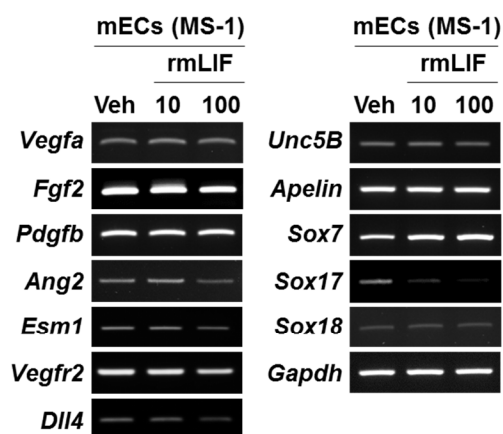 mECs (MS-1)
rmLIF
Veh 10 100
Vegfa
Fgf2
Pdgfb
Ang2
Esm1
Vegfr2
Dll4
mECs (MS-1)
rmLIF
Veh 10 100
Unc5B
Apelin
Sox7
Sox17
Sox18
Gapdh